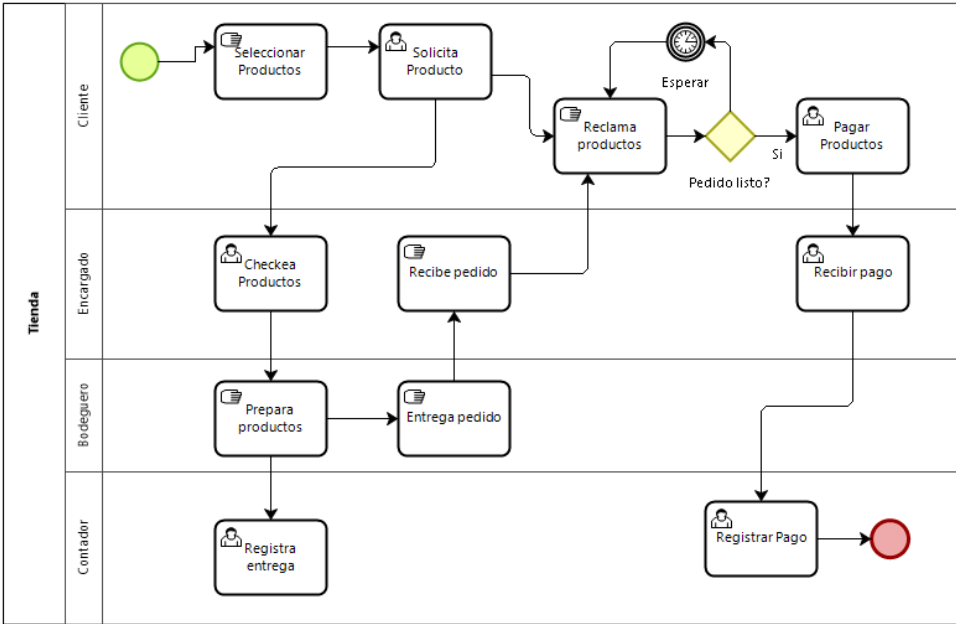 Tienda
Cliente
Seleccionar
Productos
Solicita
Producto
Reclama
productos
Esperar
Pedido listo?
Si
Pagar
Productos
Encargado
Checkea
Productos
Recibe pedido
Recibir pago
Bodeguero
Prepara
productos
Entrega pedido
Contador
Registra
entrega
Registrar Pago